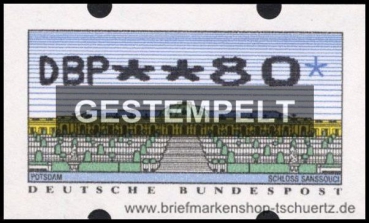 DBP**80*
GESTEMPELT
POTSDAM SCHLOSS SANSSOUCI
DEUTSCHE BUNDESPOST
www.briefmarkenshop-tschuertz.de